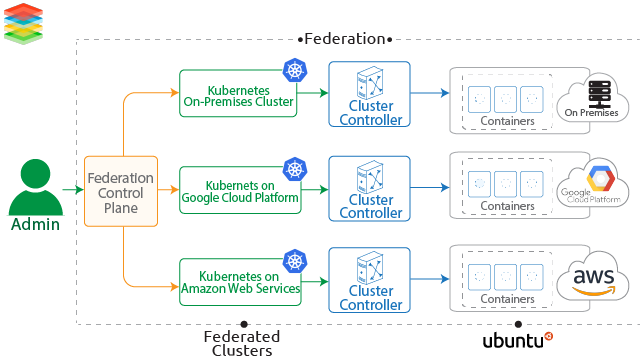 Federation
Kubernetes
On-Premises Cluster
Cluster
Controller
Containers
On Premises
Admin
Federation
Control
Plane
Kubernets on
Google Cloud Platform
Cluster
Controller
Containers
Google
Cloud Platform
Kubernetes on
Amazon Web Services
Cluster
Controller
Containers
aws
Federated
Clusters
ubuntu